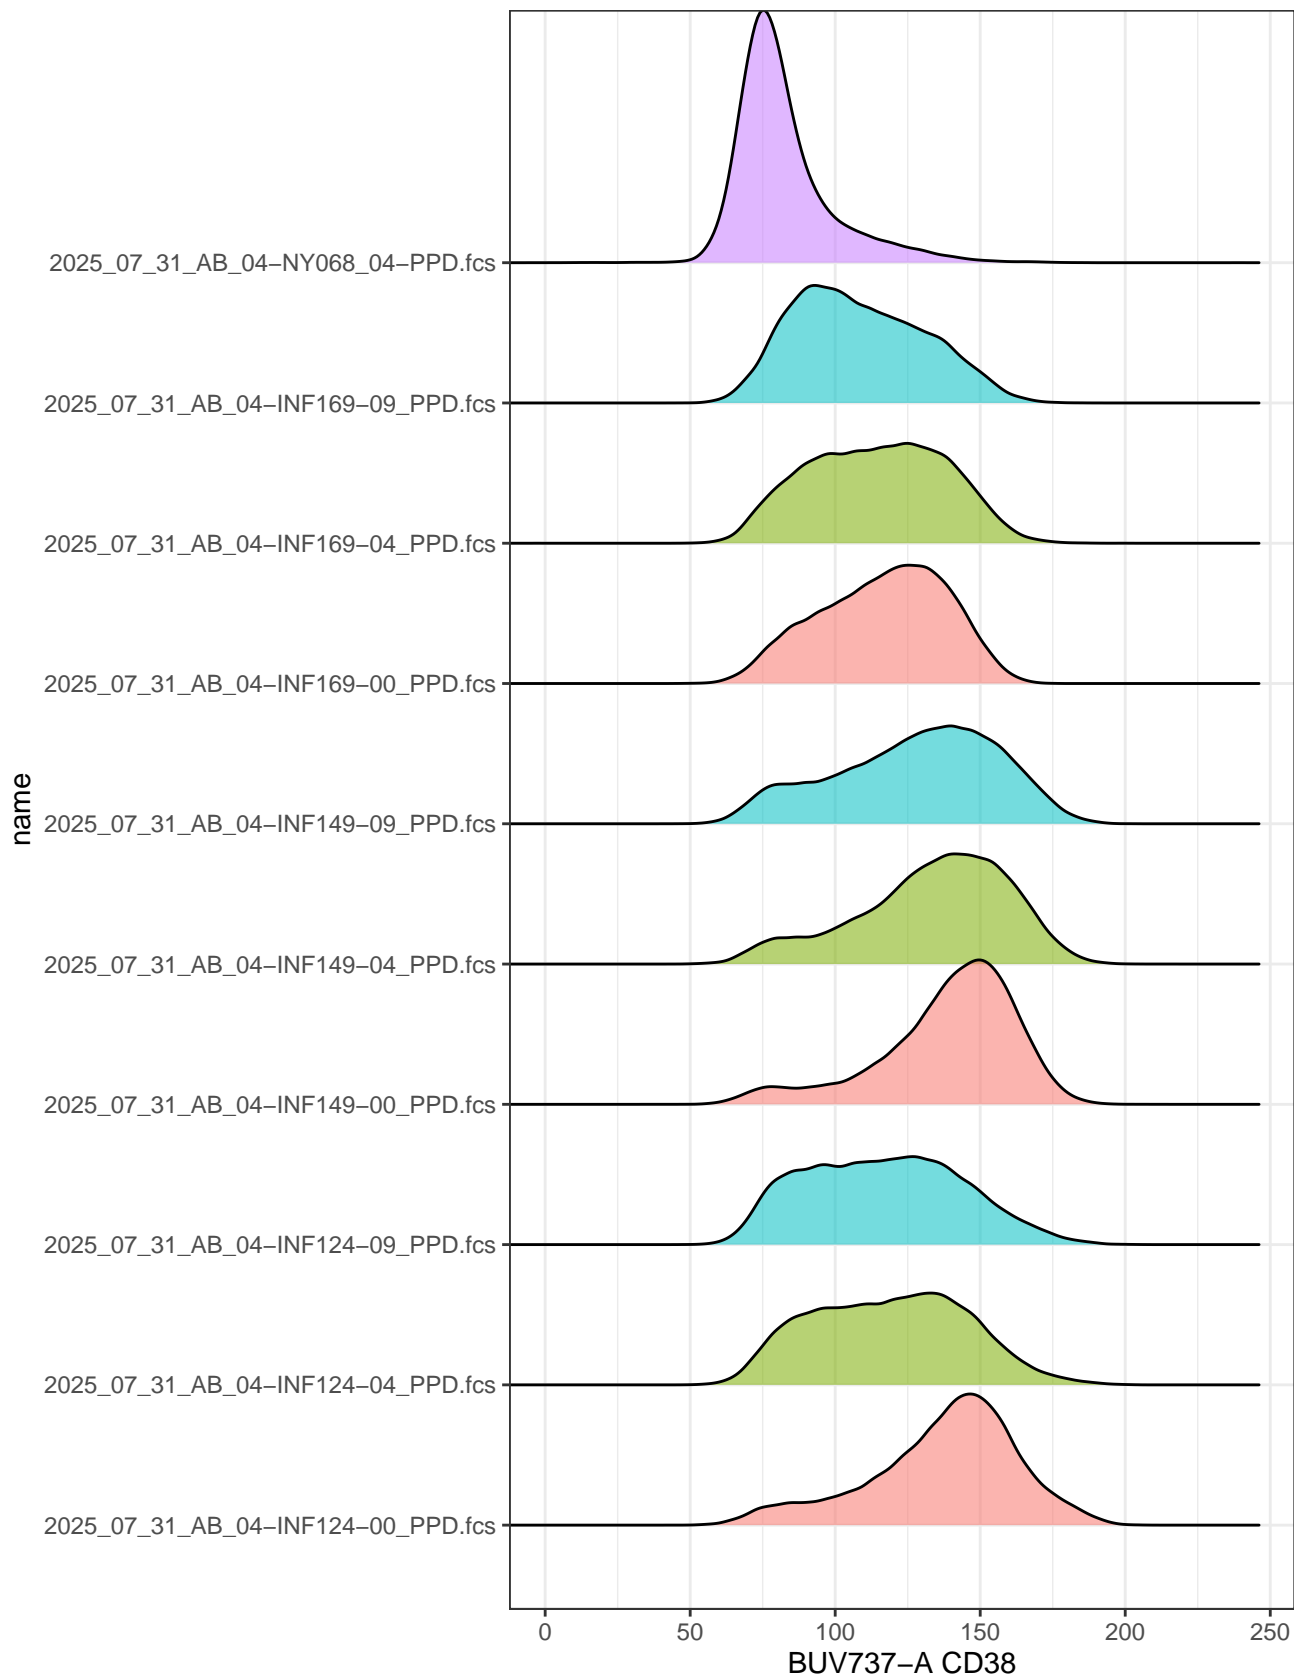 2025_07_31_AB_04−NY068_04−PPD.fcs
2025_07_31_AB_04−INF169−09_PPD.fcs
2025_07_31_AB_04−INF169−04_PPD.fcs
2025_07_31_AB_04−INF169−00_PPD.fcs
name
2025_07_31_AB_04−INF149−09_PPD.fcs
2025_07_31_AB_04−INF149−04_PPD.fcs
2025_07_31_AB_04−INF149−00_PPD.fcs
2025_07_31_AB_04−INF124−09_PPD.fcs
2025_07_31_AB_04−INF124−04_PPD.fcs
2025_07_31_AB_04−INF124−00_PPD.fcs
0 50 100 150 200 250
BUV737−A CD38